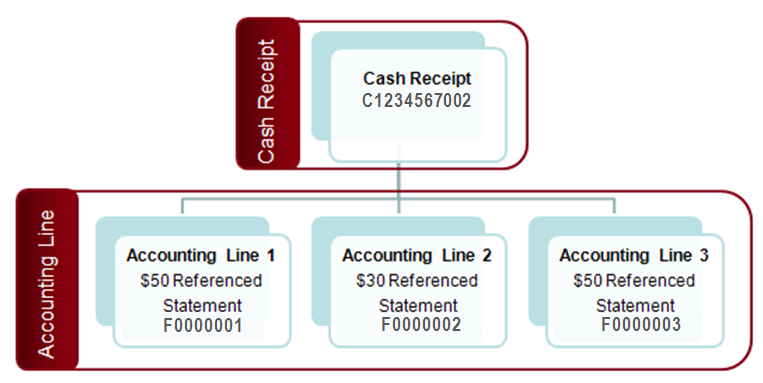 Cash Receipt
Cash Receipt
C1234567002
Accounting Line
Accounting Line 1
$50 Referenced
Statement
F0000001
Accounting Line 2
$30 Referenced
Statement
F0000002
Accounting Line 3
$50 Referenced
Statement
F0000003